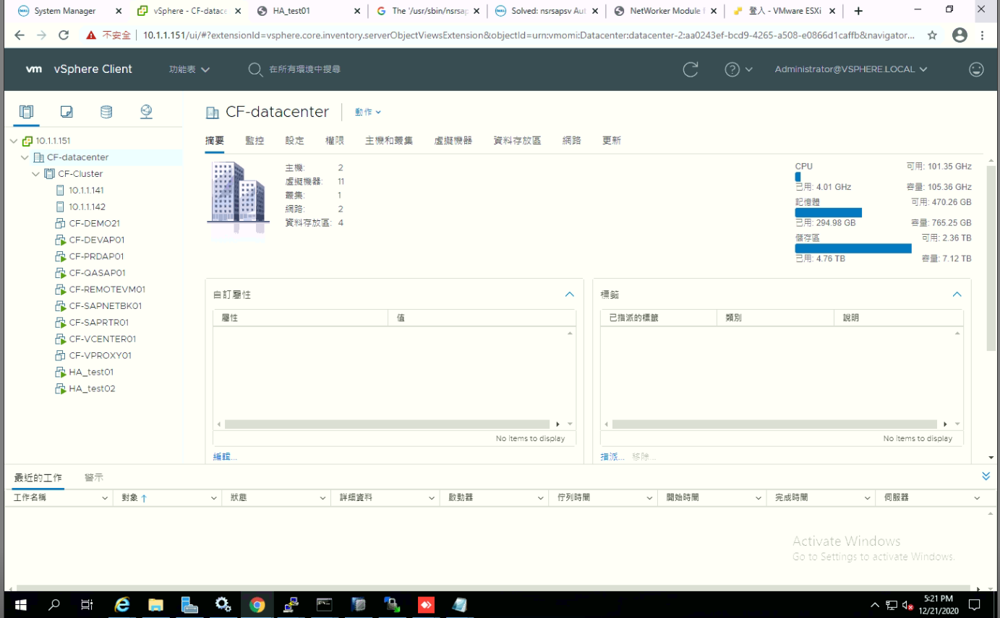 System Manager
vSphere - CF-datace
HA_test01
The '/usr/sbin/nsrsap
Solved: nsrsapsv Aut
NetWorker Module f
登入 - VMware ESXi
不安全
10.1.1.151/ui/#?extensionId=vsphere.core.inventory.serverObjectViewsExtension&objectId=urn:vmomi:Datacenter:datacenter-2:aa0243ef-bcd9-4265-a508-e0866d1caffb&navigator...
vm vSphere Client
功能表
在所有環境中搜尋
Administrator@VSPHERE.LOCAL
10.1.1.151
CF-datacenter
CF-Cluster
10.1.1.141
10.1.1.142
CF-DEMO21
CF-DEVAP01
CF-PRDAP01
CF-QASAP01
CF-REMOTEVM01
CF-SAPNETBK01
CF-SAPRTR01
CF-VCENTER01
CF-VPROXY01
HA_test01
HA_test02
CF-datacenter
動作
摘要 監控 設定 權限 主機和叢集 虛擬機器 資料存放區 網路 更新
主機: 2
虛擬機器: 11
叢集: 1
網路: 2
資料存放區: 4
CPU 可用: 101.35 GHz
已用: 4.01 GHz 容量: 105.36 GHz
記憶體 可用: 470.26 GB
已用: 294.98 GB 容量: 765.25 GB
儲存區 可用: 2.36 TB
已用: 4.76 TB 容量: 7.12 TB
自訂屬性
屬性 值
No items to display
編輯...
標籤
已指派的標籤 類別 說明
No items to display
指派... 移除...
最近的工作 警示
工作名稱 對象 狀態 詳細資料 啟動器 佇列時間 開始時間 完成時間 伺服器
Activate Windows
Go to Settings to activate Windows.
5:21 PM
12/21/2020